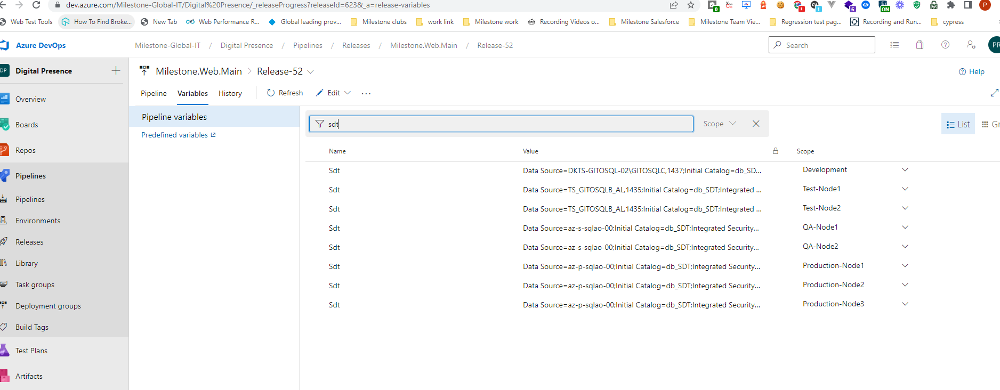 dev.azure.com/Milestone-Global-IT/Digital%20Presence/_releaseProgress?releaseId=623&_a=release-variables
0 1 6 ON CSP P
Web Test Tools How To Find Broke... New Tab Web Performance R... Global leading prov... Milestone clubs work link Milestone work Recording Videos o... Milestone Salesforce Milestone Team Vie... Regression test pag... Recording and Run... cypress
Azure DevOps
Milestone-Global-IT / Digital Presence / Pipelines / Releases / Milestone.Web.Main / Release-52
Search
PR
DP Digital Presence +
Overview
Boards
Repos
Pipelines
Pipelines
Environments
Releases
Library
Task groups
Deployment groups
Build Tags
Test Plans
Artifacts
Milestone.Web.Main > Release-52
Help
Pipeline Variables History Refresh Edit ...
Pipeline variables
Predefined variables
sdt
Scope
List
Gr
Name Value Scope
Sdt Data Source=DKTS-GITOSQL-02\GITOSQLC,1437;Initial Catalog=db_SD... Development
Sdt Data Source=TS_GITOSQLB_AL,1435;Initial Catalog=db_SDT;Integrated ... Test-Node1
Sdt Data Source=TS_GITOSQLB_AL,1435;Initial Catalog=db_SDT;Integrated ... Test-Node2
Sdt Data Source=az-s-sqlao-00;Initial Catalog=db_SDT;Integrated Security... QA-Node1
Sdt Data Source=az-s-sqlao-00;Initial Catalog=db_SDT;Integrated Security... QA-Node2
Sdt Data Source=az-p-sqlao-00;Initial Catalog=db_SDT;Integrated Security... Production-Node1
Sdt Data Source=az-p-sqlao-00;Initial Catalog=db_SDT;Integrated Security... Production-Node2
Sdt Data Source=az-p-sqlao-00;Initial Catalog=db_SDT;Integrated Security... Production-Node3